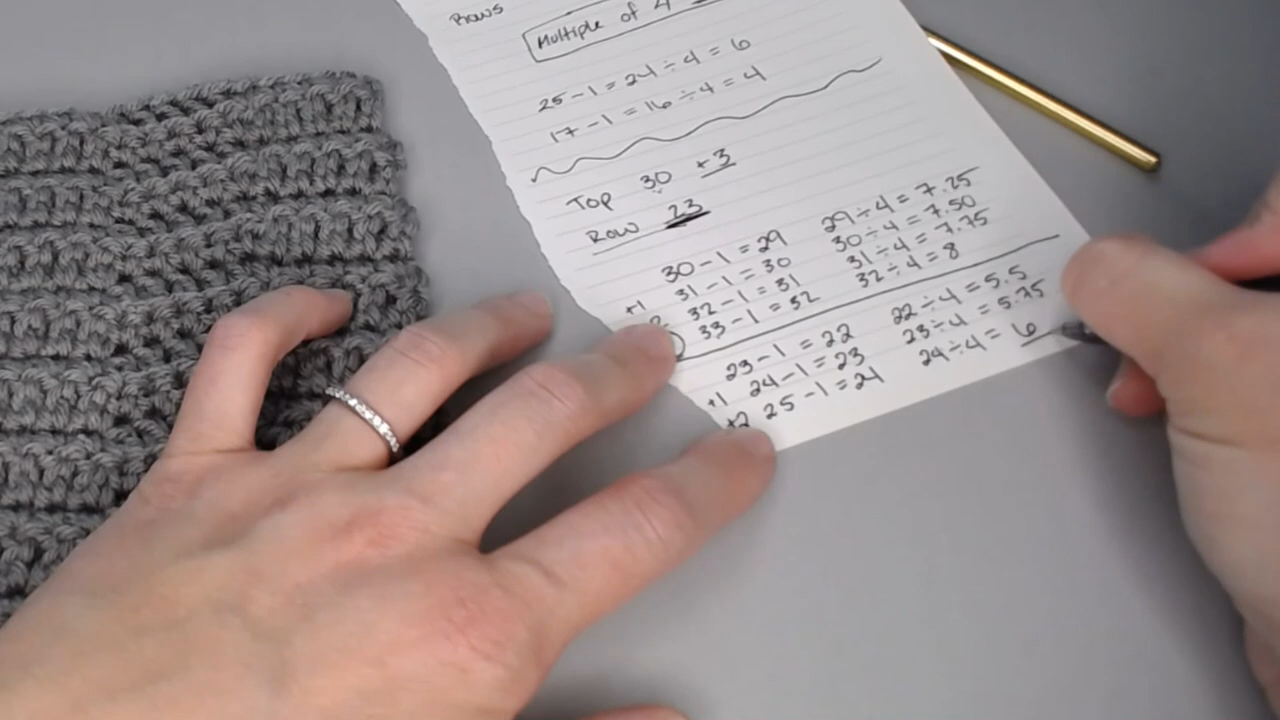 Rows
Multiple of 4
25 - 1 = 24 ÷ 4 = 6
17 - 1 = 16 ÷ 4 = 4
Top 30 +3
Row 23
30 - 1 = 29 29 ÷ 4 = 7.25
+1 31 - 1 = 30 30 ÷ 4 = 7.50
32 - 1 = 31 31 ÷ 4 = 7.75
33 - 1 = 32 32 ÷ 4 = 8
23 - 1 = 22 22 ÷ 4 = 5.5
+1 24 - 1 = 23 23 ÷ 4 = 5.75
+2 25 - 1 = 24 24 ÷ 4 = 6